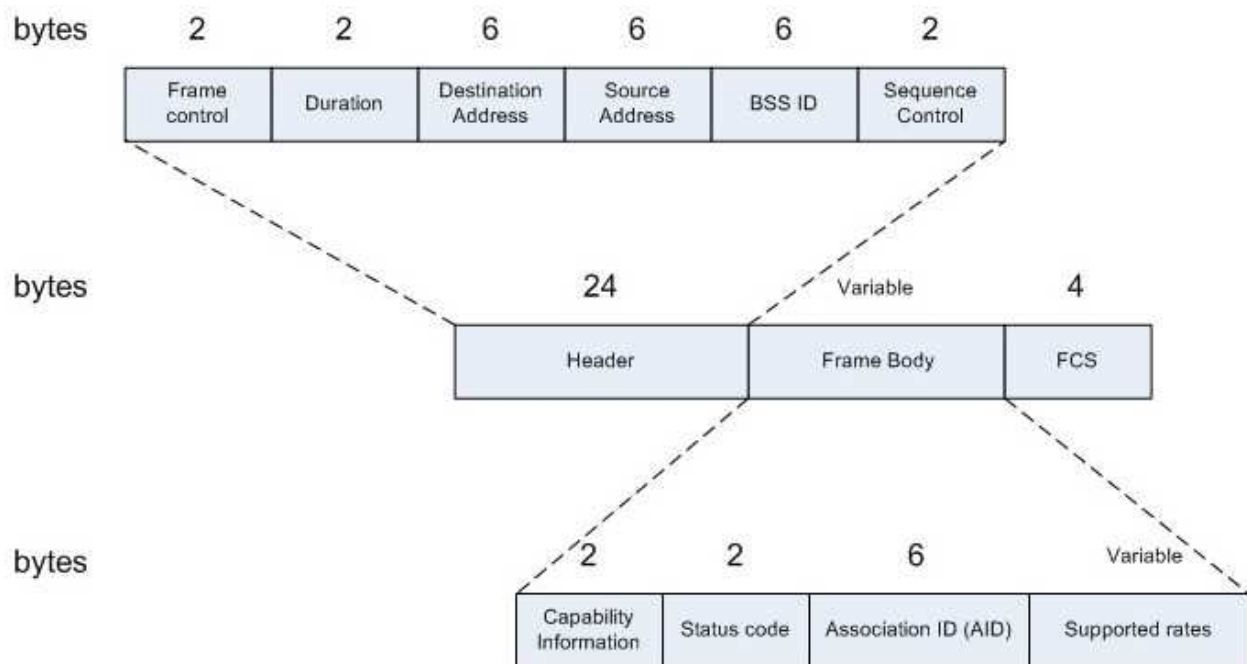 bytes 2 2 6 6 6 2
Frame control
Duration
Destination Address
Source Address
BSS ID
Sequence Control
bytes 24 Variable 4
Header
Frame Body
FCS
bytes 2 2 6 Variable
Capability Information
Status code
Association ID (AID)
Supported rates